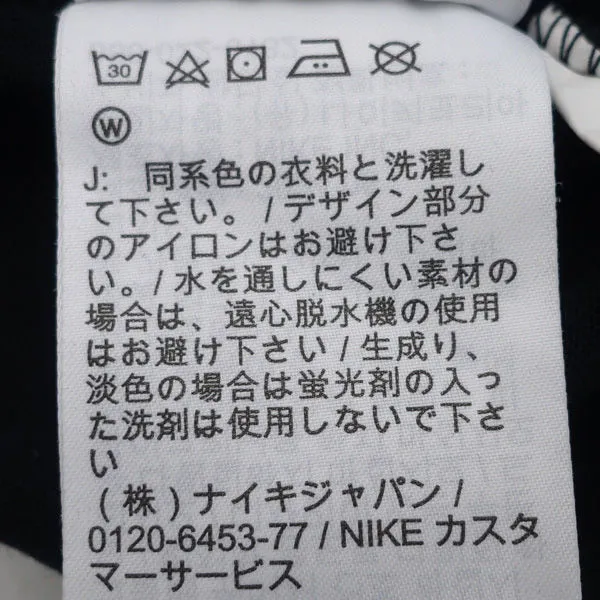 30
W
J: 同系色の衣料と洗濯し
て下さい。/ デザイン部分
のアイロンはお避け下さ
い。/ 水を通しにくい素材の
場合は、遠心脱水機の使用
はお避け下さい / 生成り、
淡色の場合は蛍光剤の入っ
た洗剤は使用しないで下さ
い
(株)ナイキジャパン /
0120-6453-77 / NIKE カスタ
マーサービス